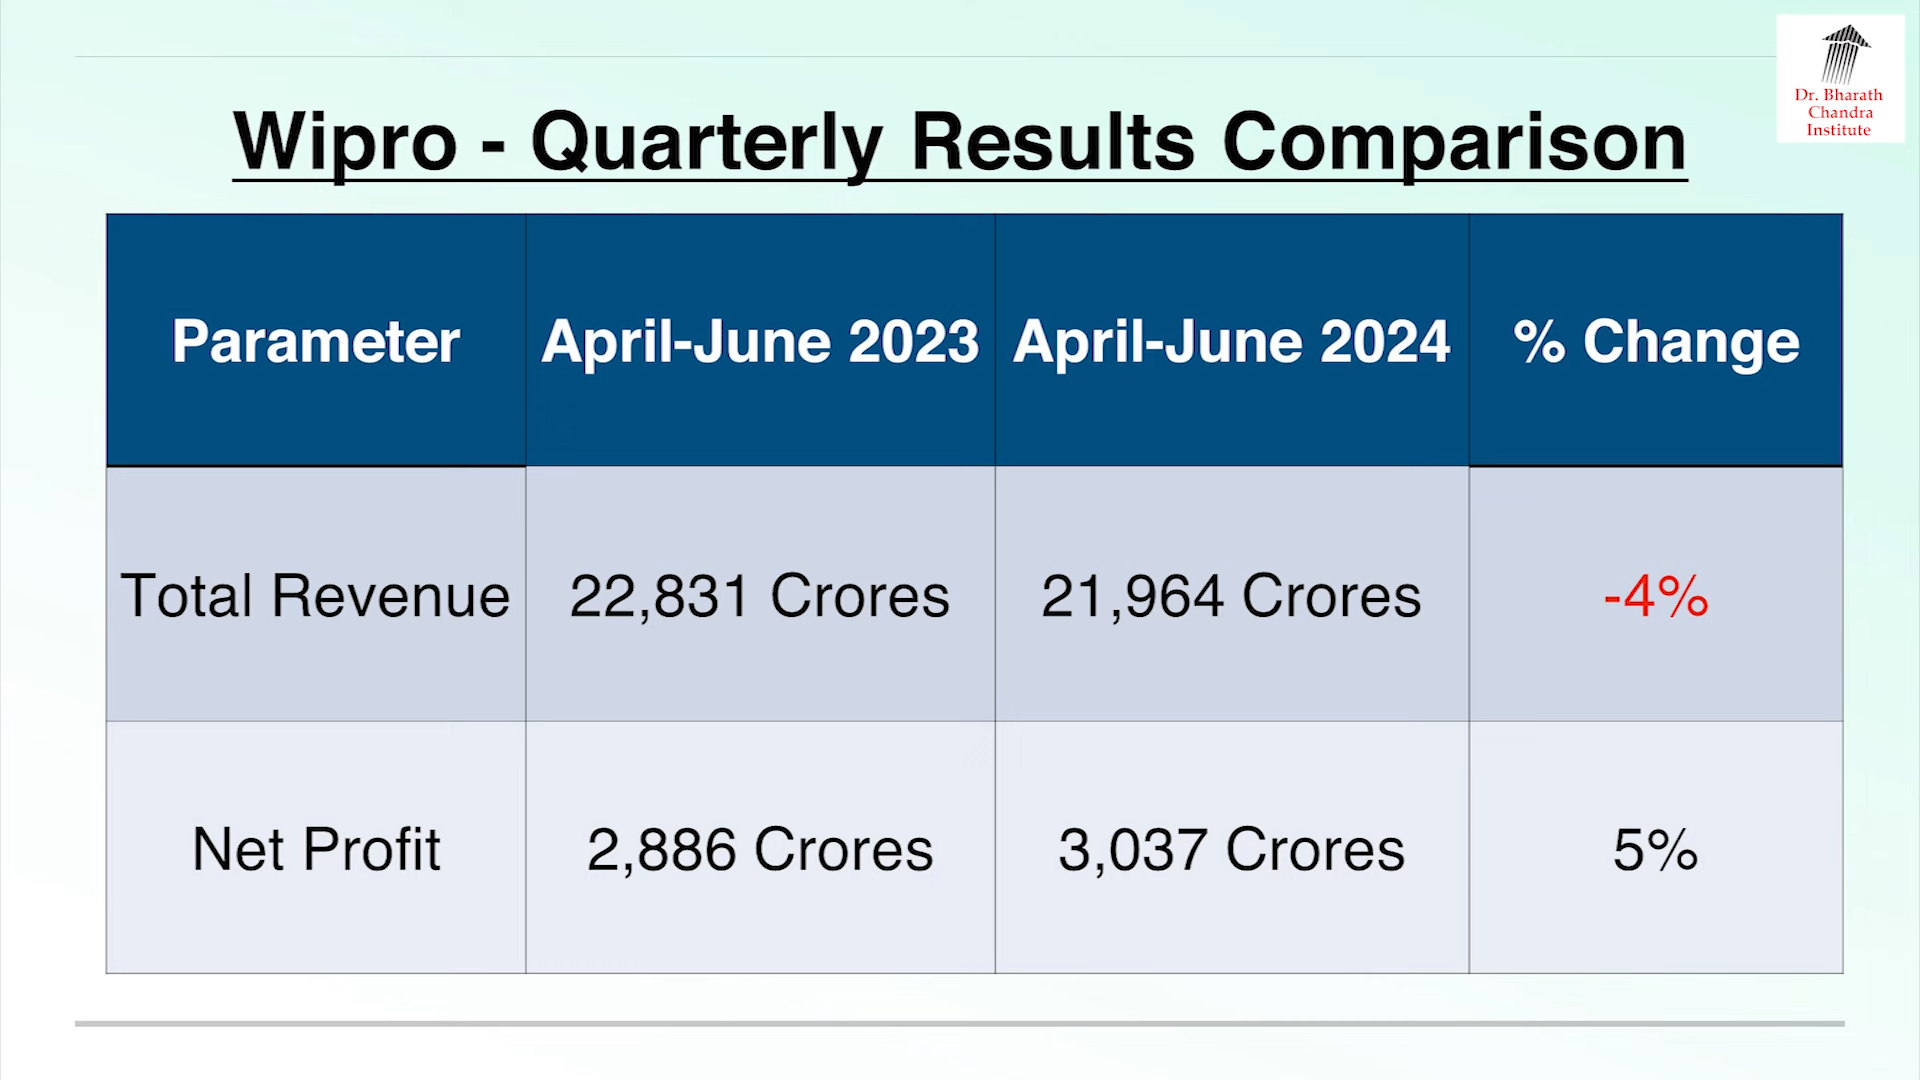 Dr. Bharath
Chandra
Institute
Wipro - Quarterly Results Comparison
Parameter April-June 2023 April-June 2024 % Change
Total Revenue 22,831 Crores 21,964 Crores -4%
Net Profit 2,886 Crores 3,037 Crores 5%